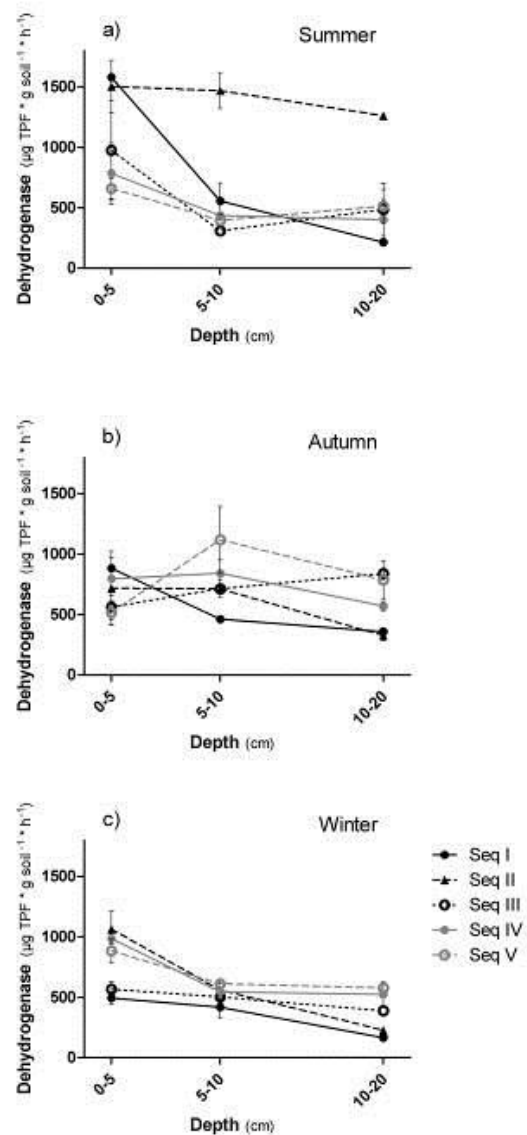 a)
Summer
Dehydrogenase (µg TPF * g soil⁻¹ * h⁻¹)
1500
1000
500
0
0-5
5-10
10-20
Depth (cm)
b)
Autumn
Dehydrogenase (µg TPF * g soil⁻¹ * h⁻¹)
1500
1000
500
0
0-5
5-10
10-20
Depth (cm)
c)
Winter
Dehydrogenase (µg TPF * g soil⁻¹ * h⁻¹)
1500
1000
500
0
0-5
5-10
10-20
Depth (cm)
Seq I
Seq II
Seq III
Seq IV
Seq V